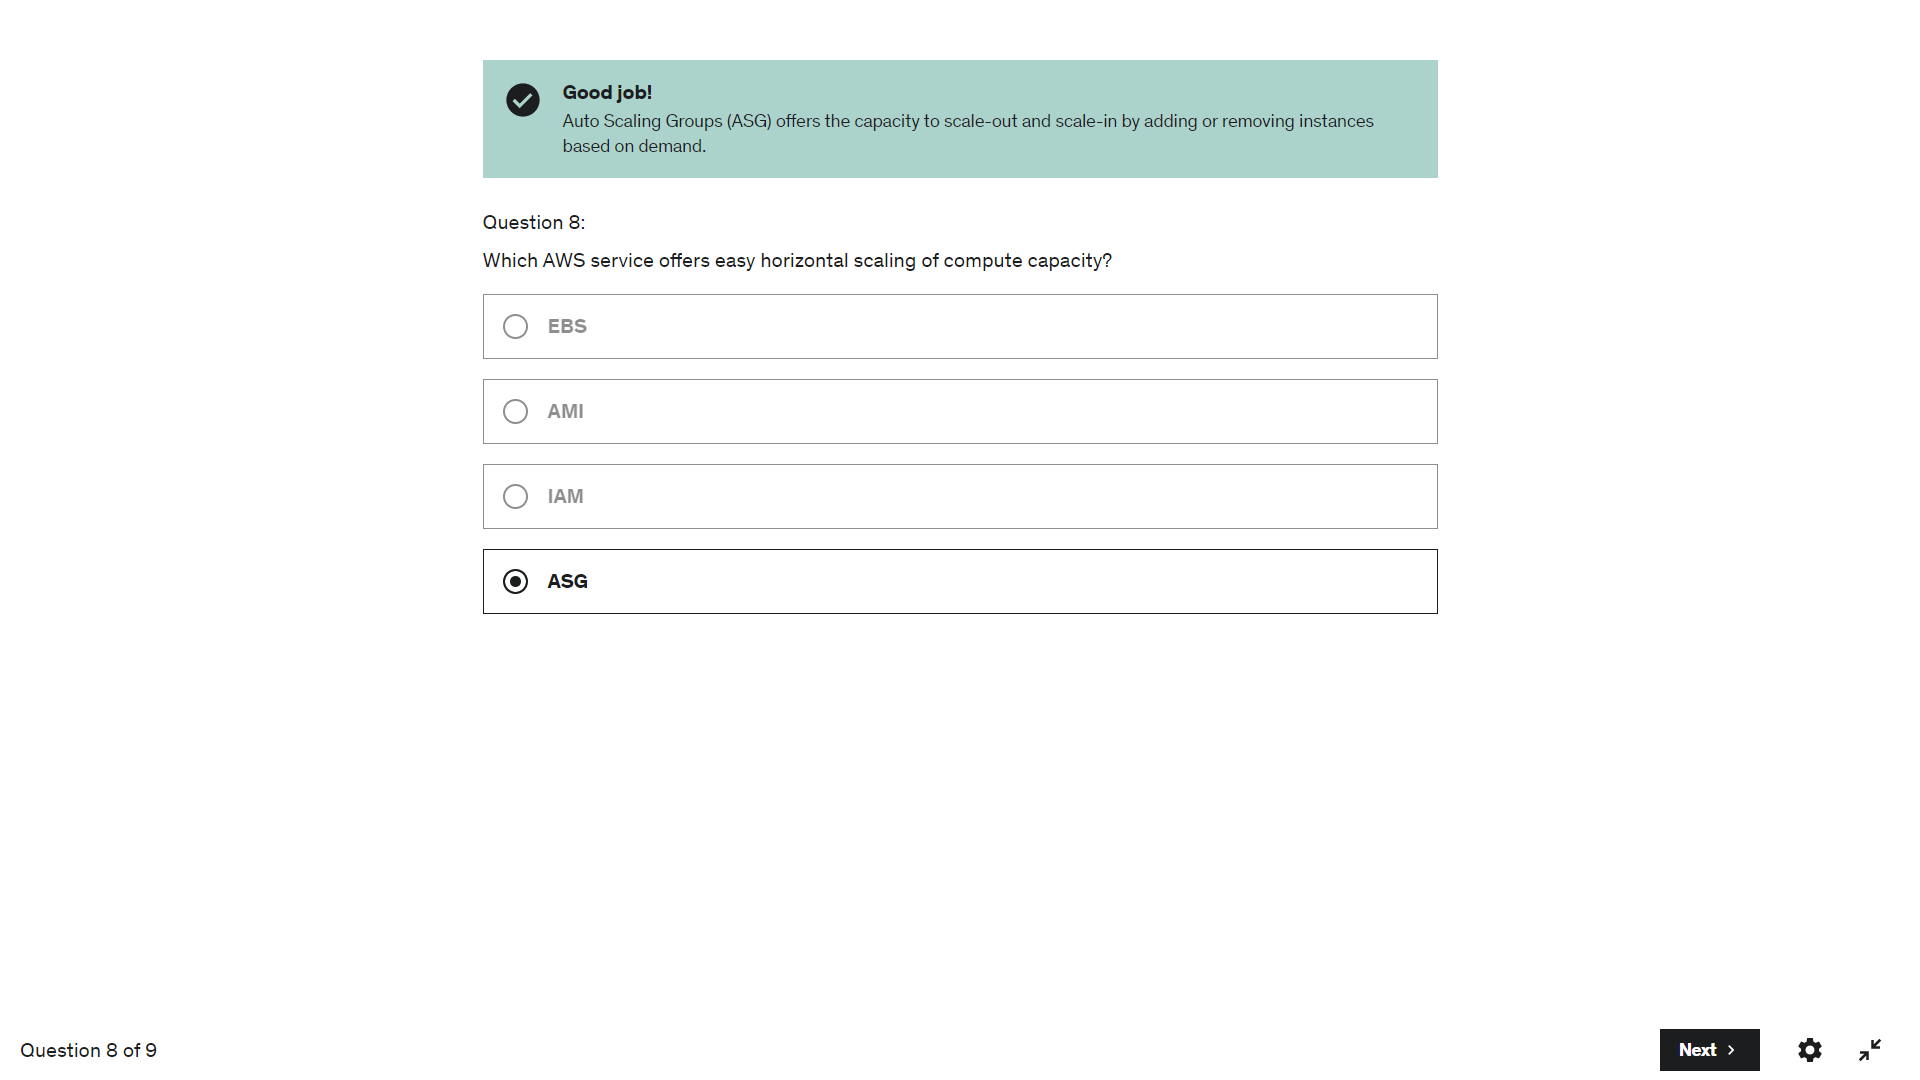 Good job!
Auto Scaling Groups (ASG) offers the capacity to scale-out and scale-in by adding or removing instances
based on demand.
Question 8:
Which AWS service offers easy horizontal scaling of compute capacity?
EBS
AMI
IAM
ASG
Question 8 of 9
Next